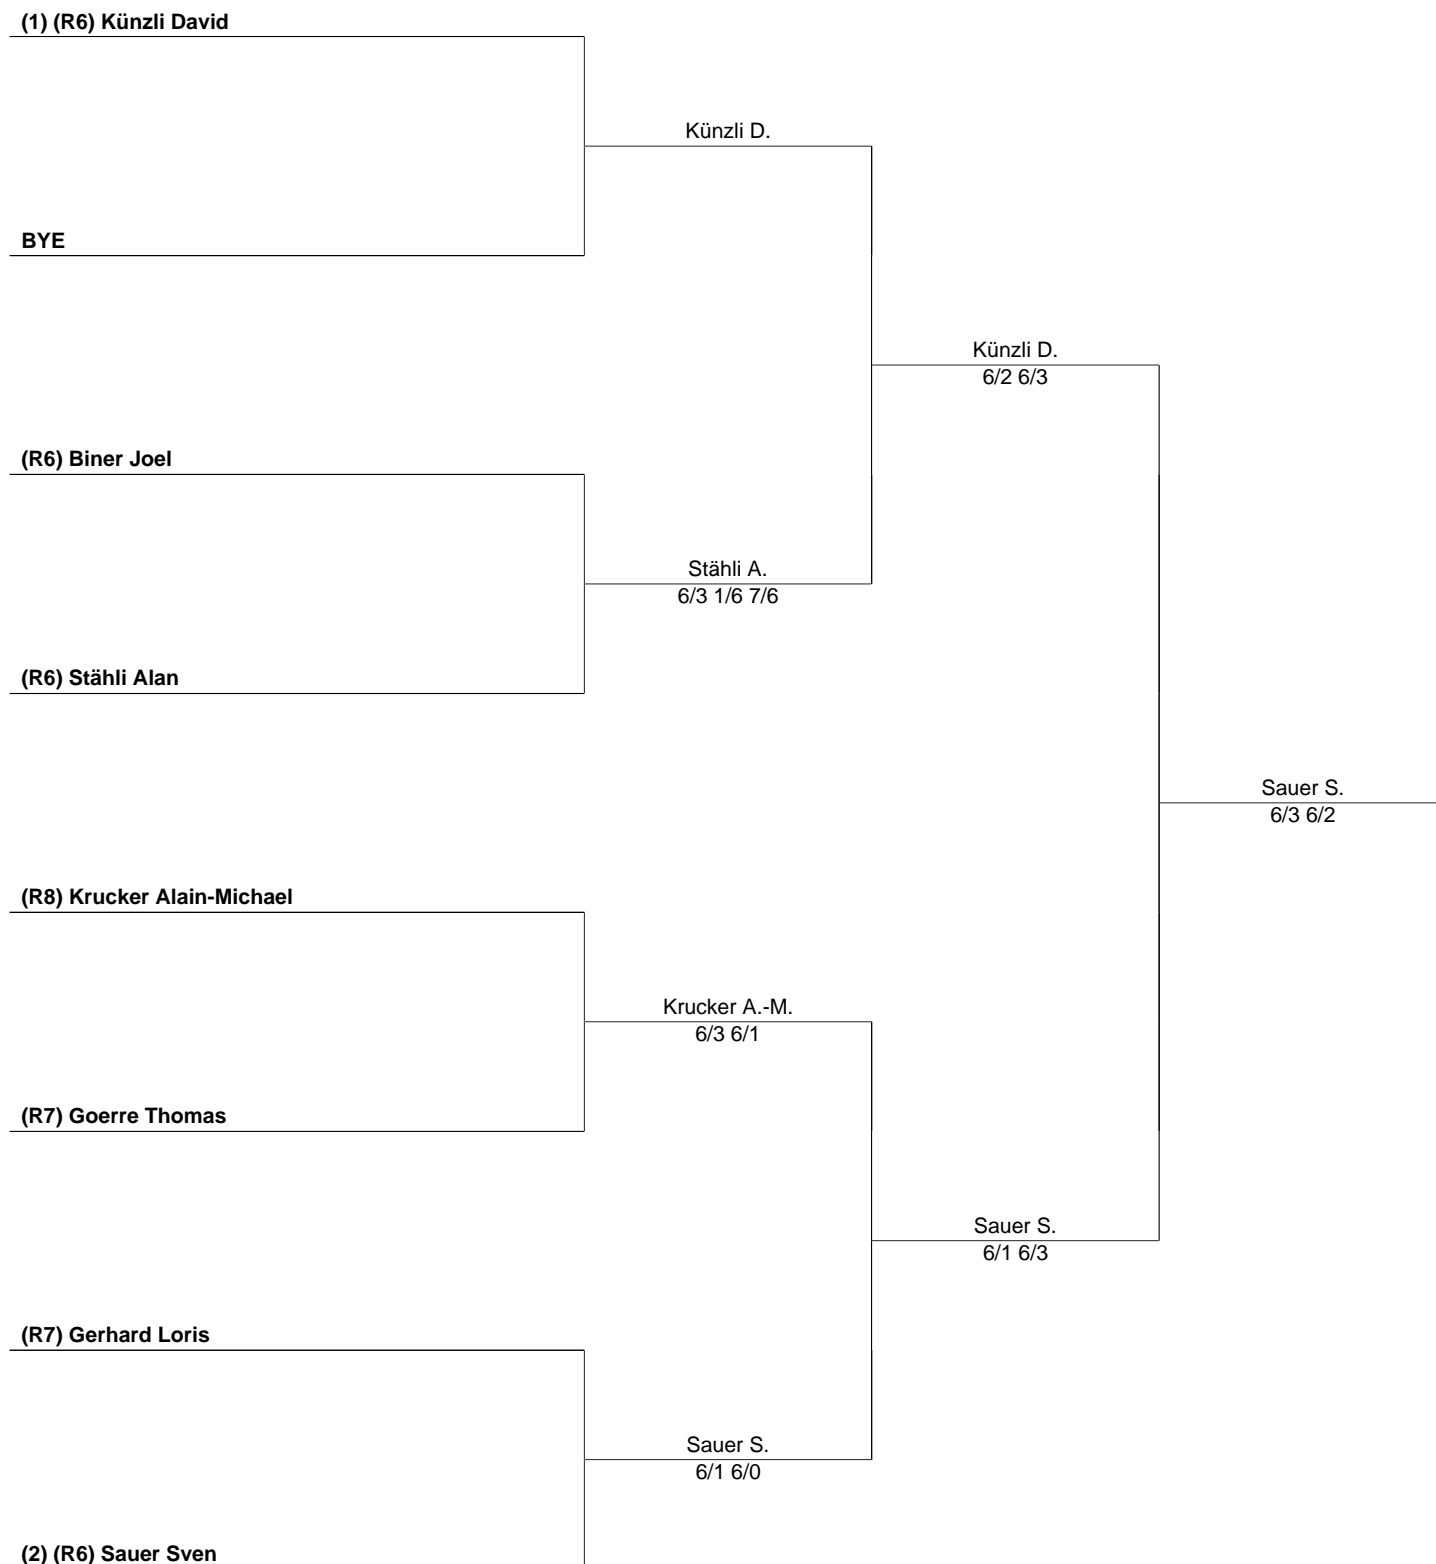 (1) (R6) Künzli David
Künzli D.
BYE
Künzli D.
6/2 6/3
(R6) Biner Joel
Stähli A.
6/3 1/6 7/6
(R6) Stähli Alan
Sauer S.
6/3 6/2
(R8) Krucker Alain-Michael
Krucker A.-M.
6/3 6/1
(R7) Goerre Thomas
Sauer S.
6/1 6/3
(R7) Gerhard Loris
Sauer S.
6/1 6/0
(2) (R6) Sauer Sven